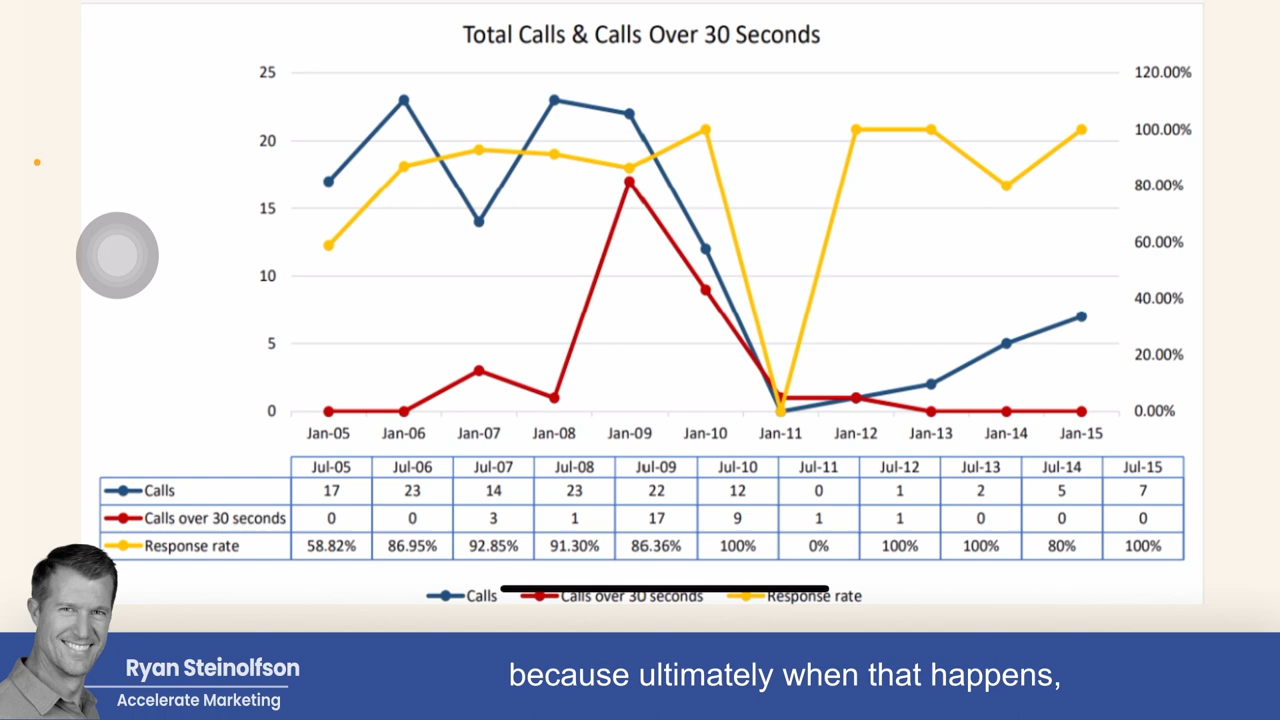 Total Calls & Calls Over 30 Seconds
25 120.00%
20 100.00%
15 80.00%
10 60.00%
5 40.00%
0 20.00%
0.00%
Jan-05 Jan-06 Jan-07 Jan-08 Jan-09 Jan-10 Jan-11 Jan-12 Jan-13 Jan-14 Jan-15
Jul-05 Jul-06 Jul-07 Jul-08 Jul-09 Jul-10 Jul-11 Jul-12 Jul-13 Jul-14 Jul-15
Calls 17 23 14 23 22 12 0 1 2 5 7
Calls over 30 seconds 0 0 3 1 17 9 1 1 0 0 0
Response rate 58.82% 86.95% 92.85% 91.30% 86.36% 100% 0% 100% 100% 80% 100%
Calls Calls over 30 seconds Response rate
Ryan Steinolfson
Accelerate Marketing
because ultimately when that happens,